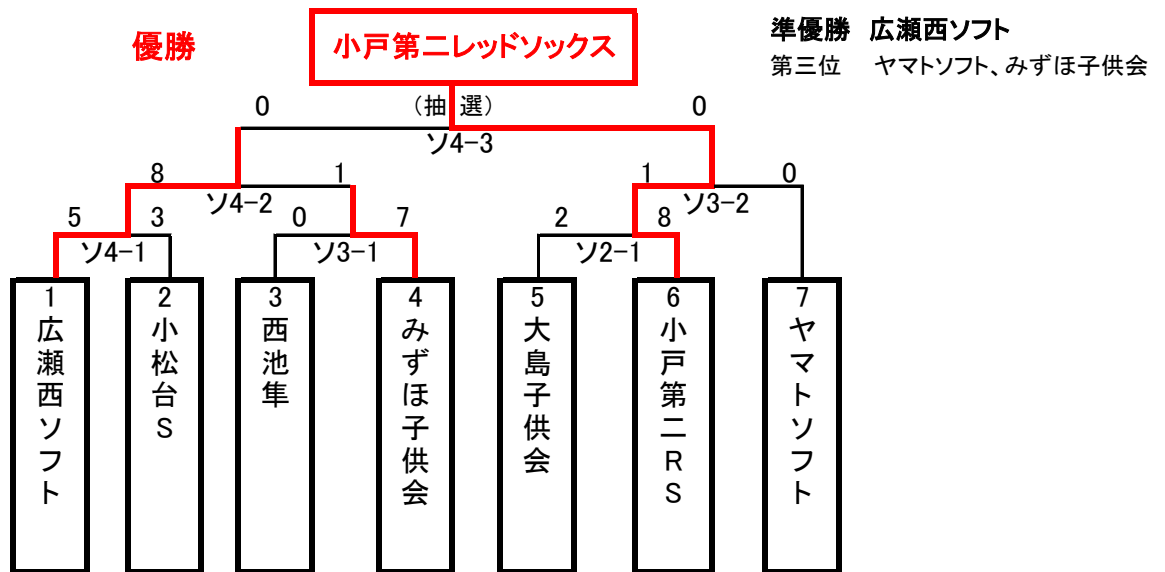 優勝
小戸第二レッドソックス
準優勝 広瀬西ソフト
第三位 ヤマトソフト、みずほ子供会
0 (抽選) 0
ソ4-3
8 1 1 0
ソ4-2 ソ3-2
5 3 0 7 2 8
ソ4-1 ソ3-1 ソ2-1
1 広瀬西ソフト
2 小松台S
3 西池隼
4 みずほ子供会
5 大島子供会
6 小戸第二RS
7 ヤマトソフト